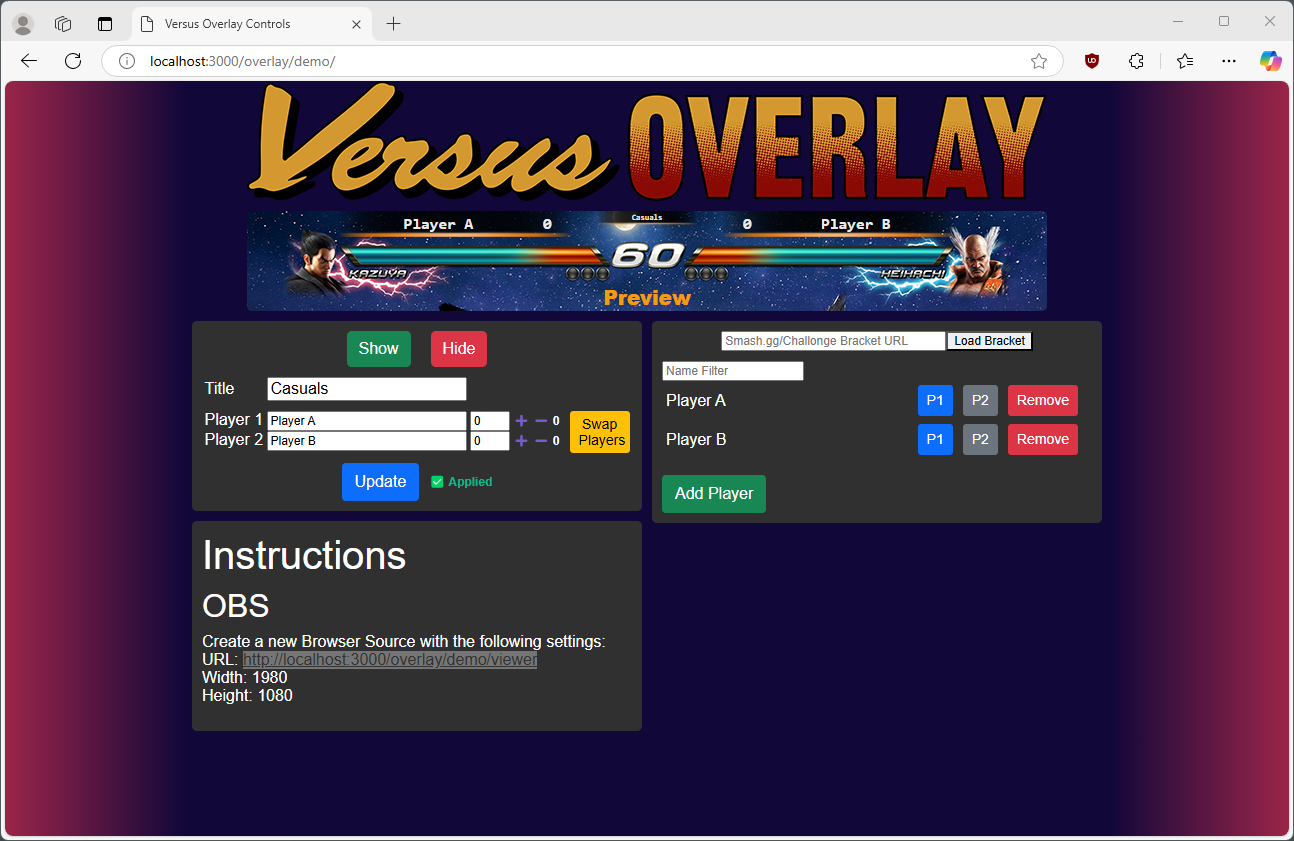 Versus Overlay Controls
localhost:3000/overlay/demo/
Versus OVERLAY
Player A 0 Casuals 0 Player B
60
KAZUYA HEIHACHI
Preview
Show Hide
Title Casuals
Player 1 Player A 0 + − 0
Player 2 Player B 0 + − 0
Swap
Players
Update ✅ Applied
Smash.gg/Challonge Bracket URL Load Bracket
Name Filter
Player A P1 P2 Remove
Player B P1 P2 Remove
Add Player
Instructions
OBS
Create a new Browser Source with the following settings:
URL: http://localhost:3000/overlay/demo/viewer
Width: 1980
Height: 1080